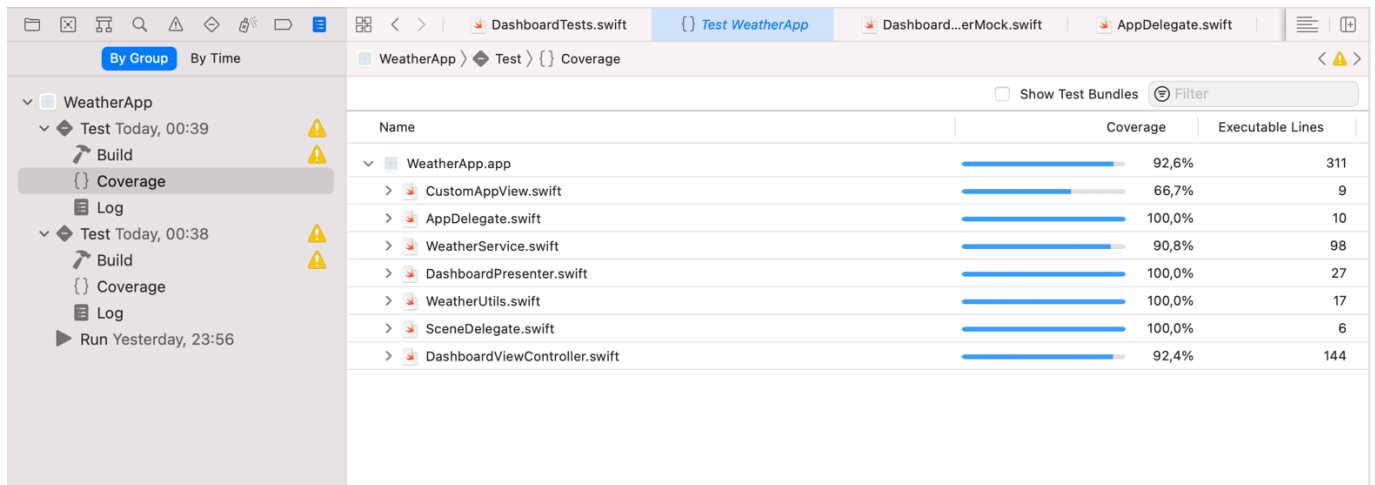 DashboardTests.swift {} Test WeatherApp Dashboard...erMock.swift AppDelegate.swift
By Group By Time
WeatherApp Test {} Coverage
Show Test Bundles Filter
WeatherApp
Test Today, 00:39
Build
{} Coverage
Log
Test Today, 00:38
Build
{} Coverage
Log
Run Yesterday, 23:56
Name Coverage Executable Lines
WeatherApp.app 92,6% 311
CustomAppView.swift 66,7% 9
AppDelegate.swift 100,0% 10
WeatherService.swift 90,8% 98
DashboardPresenter.swift 100,0% 27
WeatherUtils.swift 100,0% 17
SceneDelegate.swift 100,0% 6
DashboardViewController.swift 92,4% 144